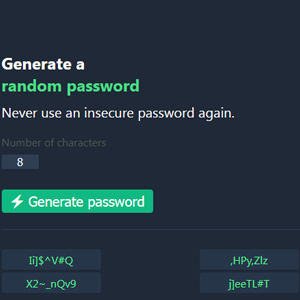 Generate a
random password
Never use an insecure password again.
Number of characters
8
Generate password
,HPy,Zlz
X2~_nQv9
j]eeTL#T